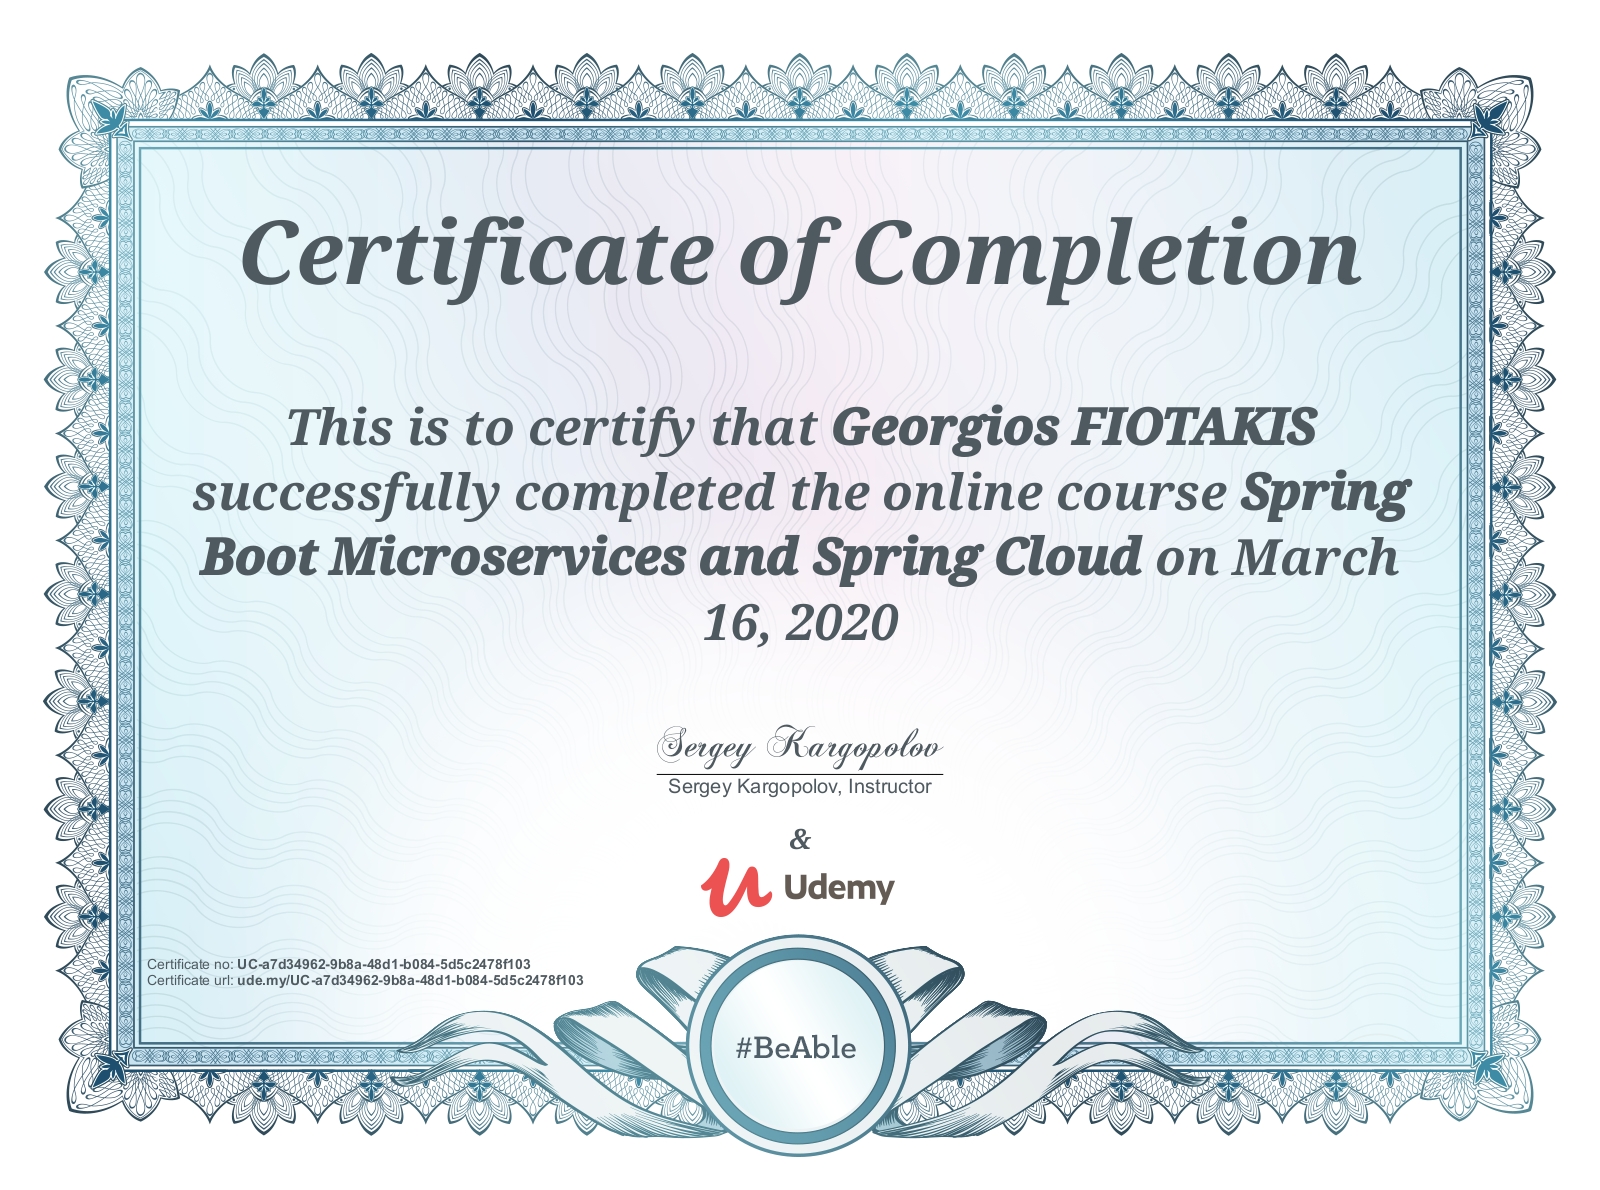 Certificate of Completion
This is to certify that Georgios FIOTAKIS
successfully completed the online course Spring
Boot Microservices and Spring Cloud on March
16, 2020
Sergey Kargopolov
Sergey Kargopolov, Instructor
&
Udemy
Certificate no: UC-a7d34962-9b8a-48d1-b084-5d5c2478f103
Certificate url: ude.my/UC-a7d34962-9b8a-48d1-b084-5d5c2478f103
#BeAble